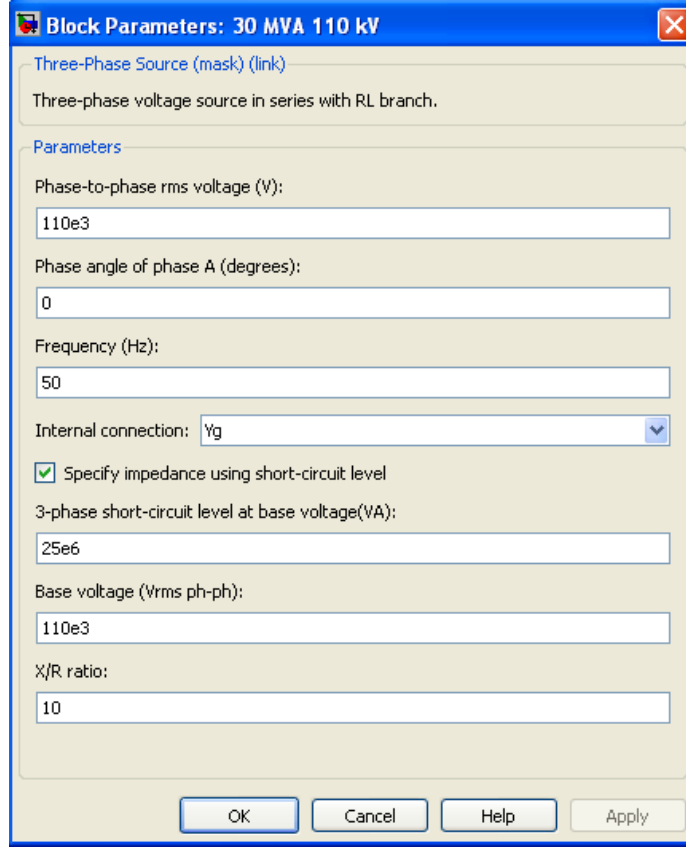 Block Parameters: 30 MVA 110 kV
Three-Phase Source (mask) (link)
Three-phase voltage source in series with RL branch.
Parameters
Phase-to-phase rms voltage (V):
110e3
Phase angle of phase A (degrees):
0
Frequency (Hz):
50
Internal connection: Yg
Specify impedance using short-circuit level
3-phase short-circuit level at base voltage(VA):
25e6
Base voltage (Vrms ph-ph):
110e3
X/R ratio:
10
OK Cancel Help Apply